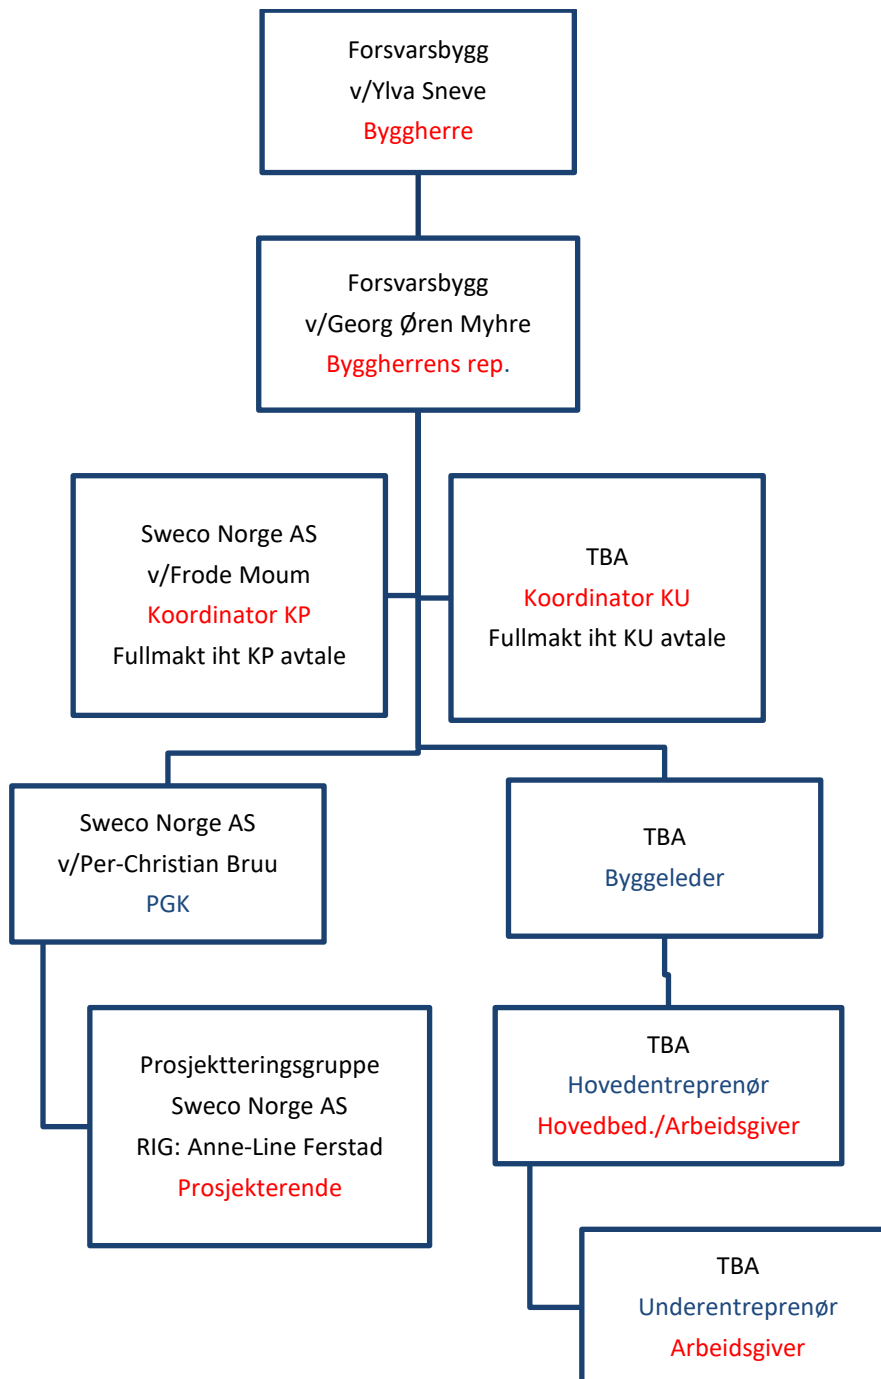 Forsvarsbygg
v/Ylva Sneve
Byggherre
Forsvarsbygg
v/Georg Øren Myhre
Byggherrens rep.
Sweco Norge AS
v/Frode Moum
Koordinator KP
Fullmakt iht KP avtale
TBA
Koordinator KU
Fullmakt iht KU avtale
Sweco Norge AS
v/Per-Christian Bruu
PGK
TBA
Byggeleder
Prosjektteringsgruppe
Sweco Norge AS
RIG: Anne-Line Ferstad
Prosjekterende
TBA
Hovedentreprenør
Hovedbed./Arbeidsgiver
TBA
Underentreprenør
Arbeidsgiver